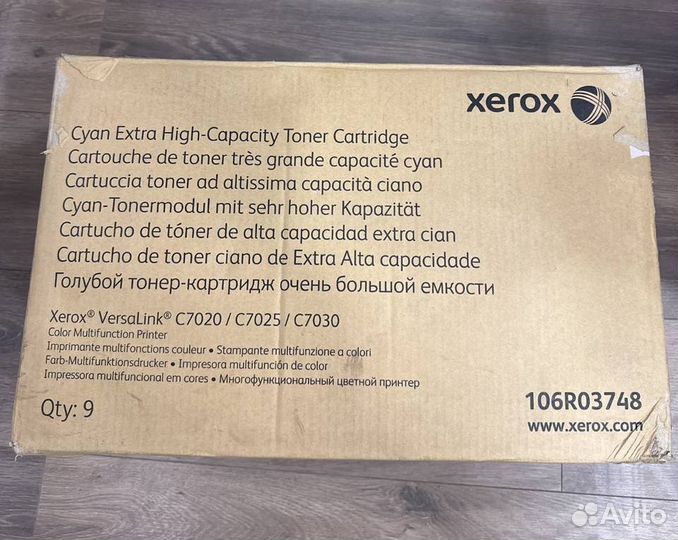 xerox
Cyan Extra High-Capacity Toner Cartridge
Cartouche de toner très grande capacité cyan
Cartuccia toner ad altissima capacità ciano
Cyan-Tonermodul mit sehr hoher Kapazität
Cartucho de tóner de alta capacidad extra cian
Cartucho de toner ciano de Extra Alta capacidade
Голубой тонер-картридж очень большой емкости
Xerox® VersaLink® C7020 / C7025 / C7030
Color Multifunction Printer
Imprimante multifonctions couleur • Stampante multifunzione a colori
Farb-Multifunktionsdrucker • Impresora multifunción de color
Impressora multifuncional em cores • Многофункциональный цветной принтер
Qty: 9
106R03748
www.xerox.com
Avito